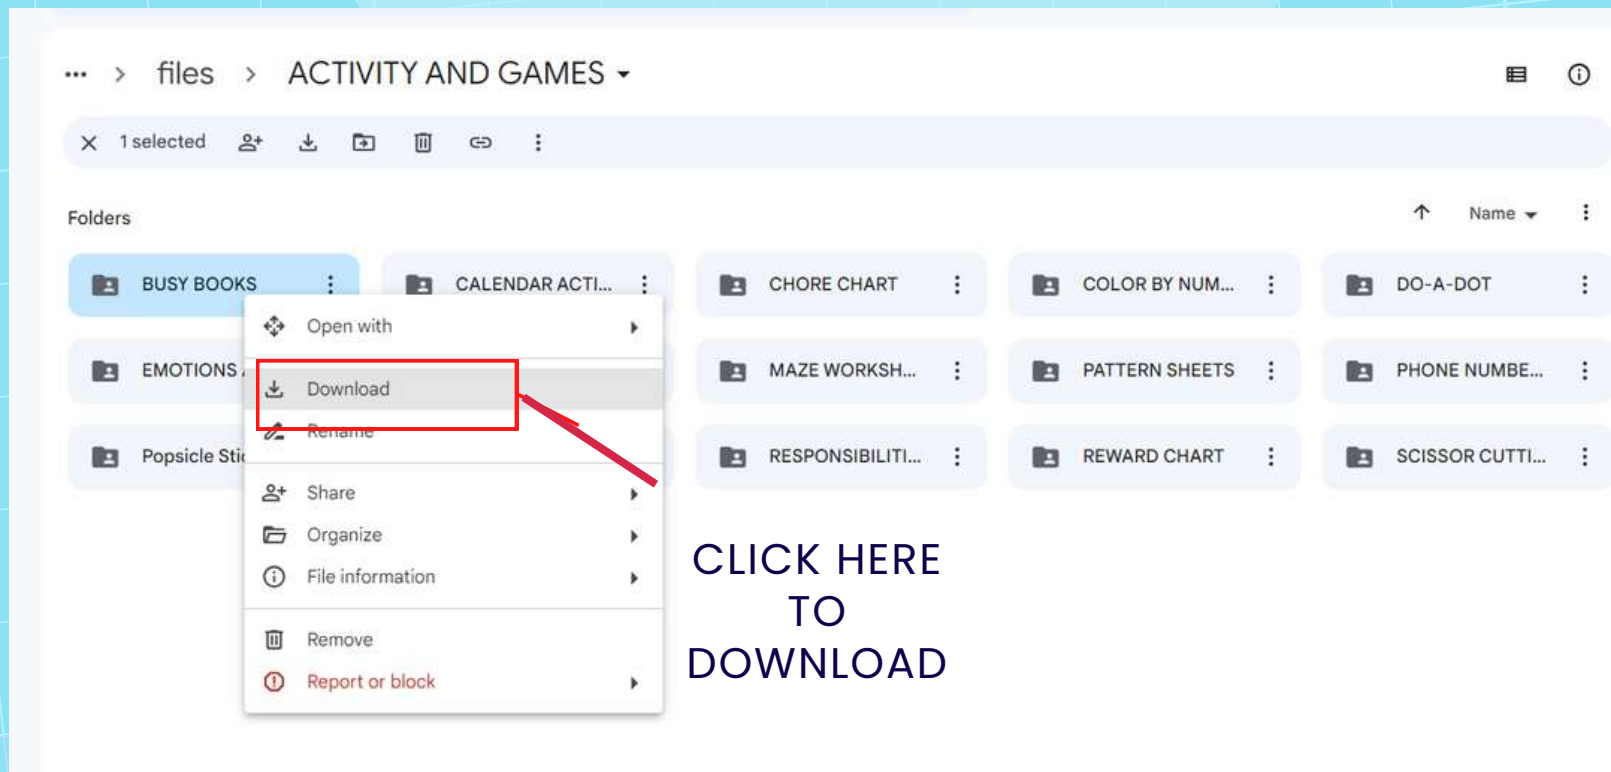 files > ACTIVITY AND GAMES
1 selected
Folders
Name
BUSY BOOKS
CALENDAR ACTI...
CHORE CHART
COLOR BY NUM...
DO-A-DOT
Open with
EMOTIONS
MAZE WORKSH...
PATTERN SHEETS
PHONE NUMBE...
Download
Rename
Popsicle
RESPONSIBILITI...
REWARD CHART
SCISSOR CUTTI...
Share
Organize
File information
Remove
Report or block
CLICK HERE
TO
DOWNLOAD